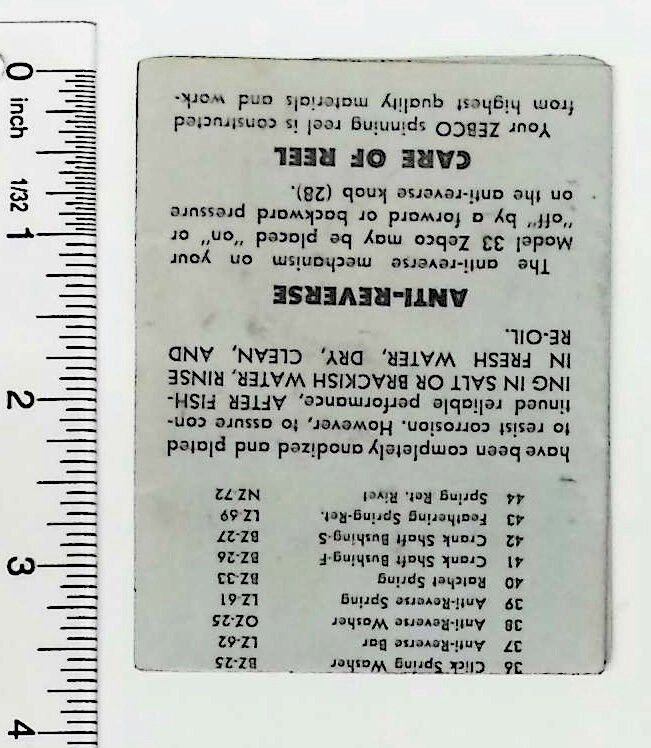 36 Click Spring Washer BZ-25
37 Anti-Reverse Bar LZ-62
38 Anti-Reverse Washer OZ-25
39 Anti-Reverse Spring LZ-61
40 Ratchet Spring BZ-33
41 Crank Shaft Bushing-F BZ-26
42 Crank Shaft Bushing-S BZ-27
43 Feathering Spring-Ret. LZ-69
44 Spring Ret. Rivet NZ-72
have been completely anodized and plated
to resist corrosion. However, to assure con-
tinued reliable performance, AFTER FISH-
ING IN SALT OR BRACKISH WATER, RINSE
IN FRESH WATER, DRY, CLEAN, AND
RE-OIL.
ANTI-REVERSE
The anti-reverse mechanism on your
Model 33 Zebco may be placed "on" or
"off" by a forward or backward pressure
on the anti-reverse knob (28).
CARE OF REEL
Your ZEBCO spinning reel is constructed
from highest quality materials and work-
0 inch 1/32 1 2 3 4